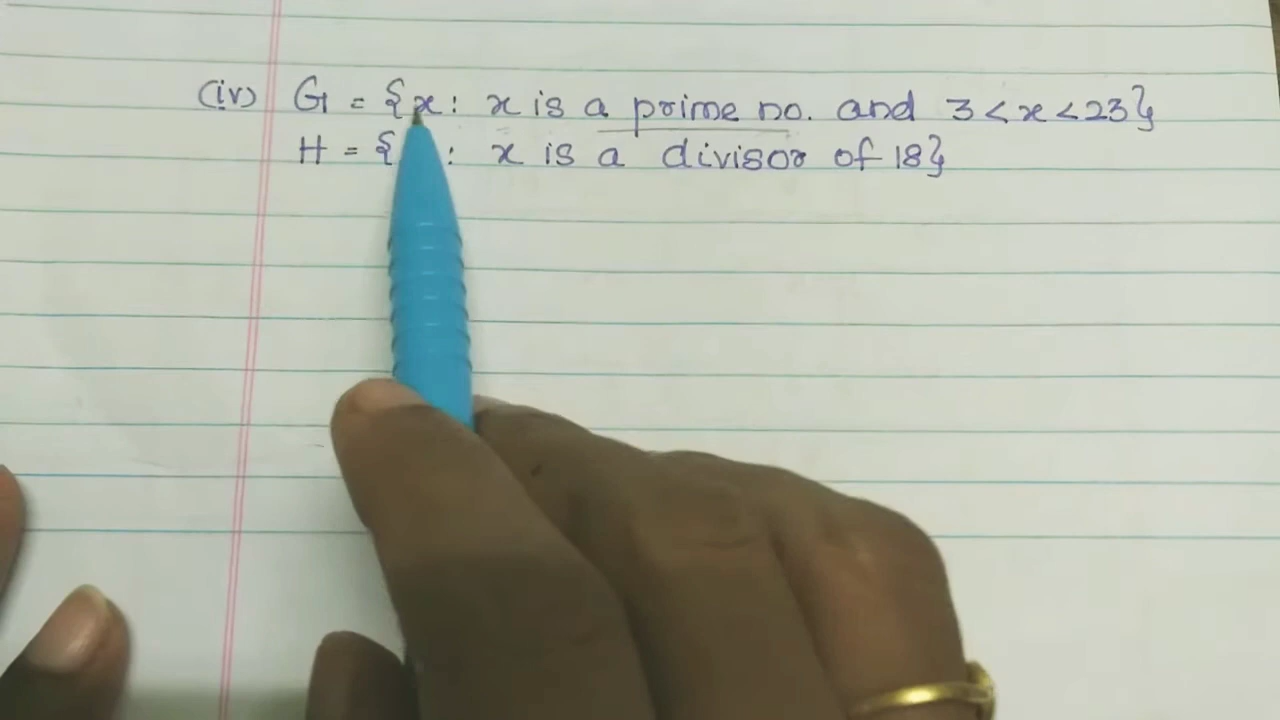 (iv) G = {x : x is a prime no. and 3 < x < 23}
H = { : x is a divisor of 18}